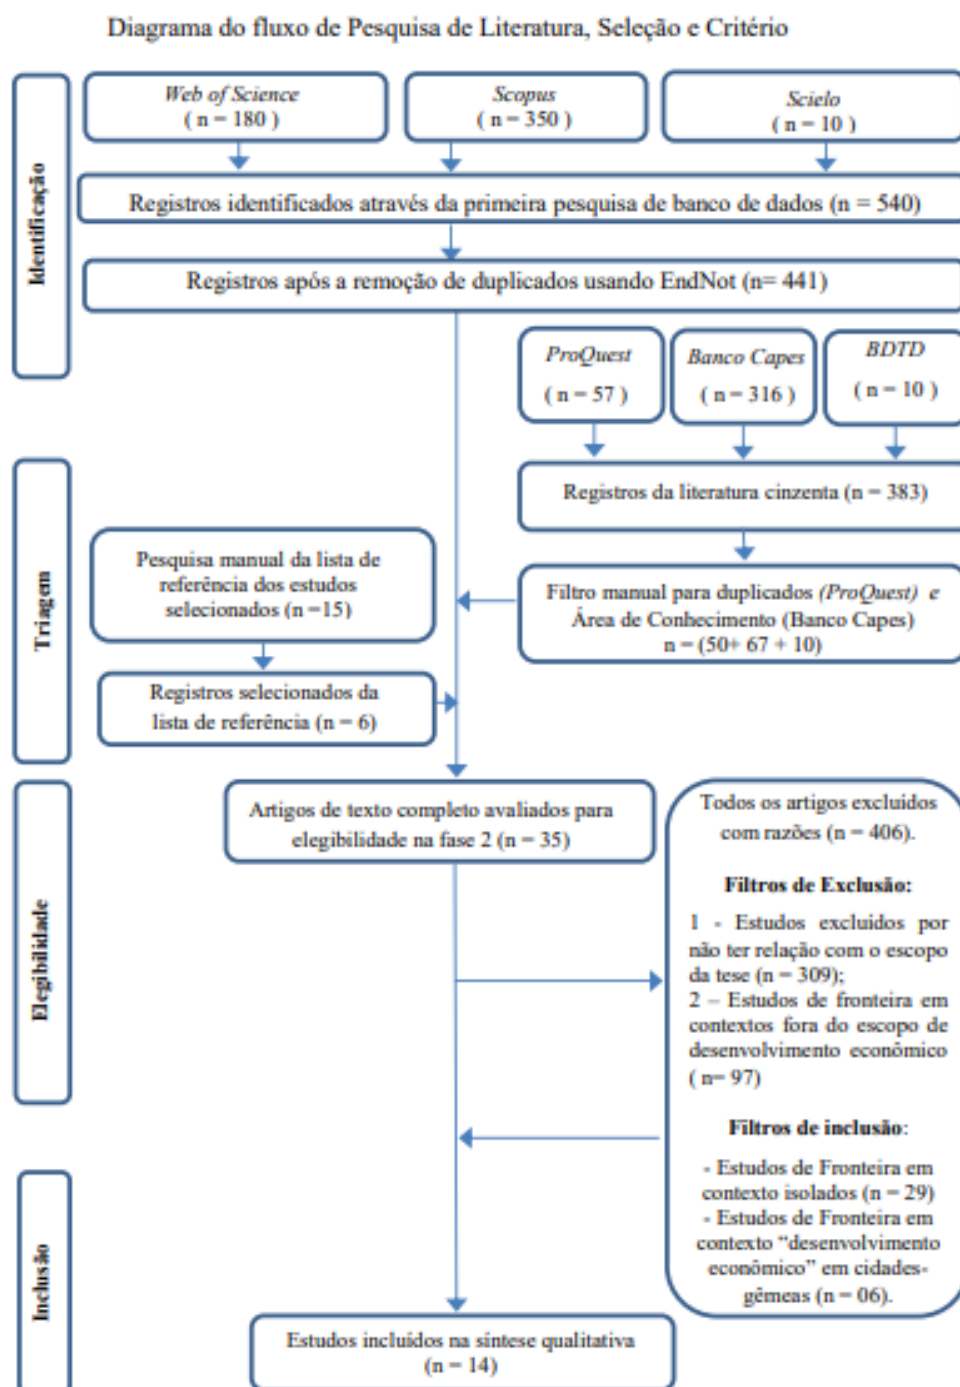 Diagrama do fluxo de Pesquisa de Literatura, Seleção e Critério
Identificação
Web of Science
( n = 180 )
Scopus
( n = 350 )
Scielo
( n = 10 )
Registros identificados através da primeira pesquisa de banco de dados (n = 540)
Registros após a remoção de duplicados usando EndNot (n= 441)
ProQuest
( n = 57 )
Banco Capes
( n = 316 )
BDTD
( n = 10 )
Registros da literatura cinzenta (n = 383)
Triagem
Pesquisa manual da lista de
referência dos estudos
selecionados (n =15)
Filtro manual para duplicados (ProQuest) e
Área de Conhecimento (Banco Capes)
n = (50+ 67 + 10)
Registros selecionados da
lista de referência (n = 6)
Elegibilidade
Artigos de texto completo avaliados para
elegibilidade na fase 2 (n = 35)
Todos os artigos excluídos
com razões (n = 406).
Filtros de Exclusão:
1 - Estudos excluídos por
não ter relação com o escopo
da tese (n = 309);
2 – Estudos de fronteira em
contextos fora do escopo de
desenvolvimento econômico
( n= 97)
Filtros de inclusão:
- Estudos de Fronteira em
contexto isolados (n = 29)
- Estudos de Fronteira em
contexto “desenvolvimento
econômico” em cidades-
gêmeas (n = 06).
Inclusão
Estudos incluídos na síntese qualitativa
(n = 14)